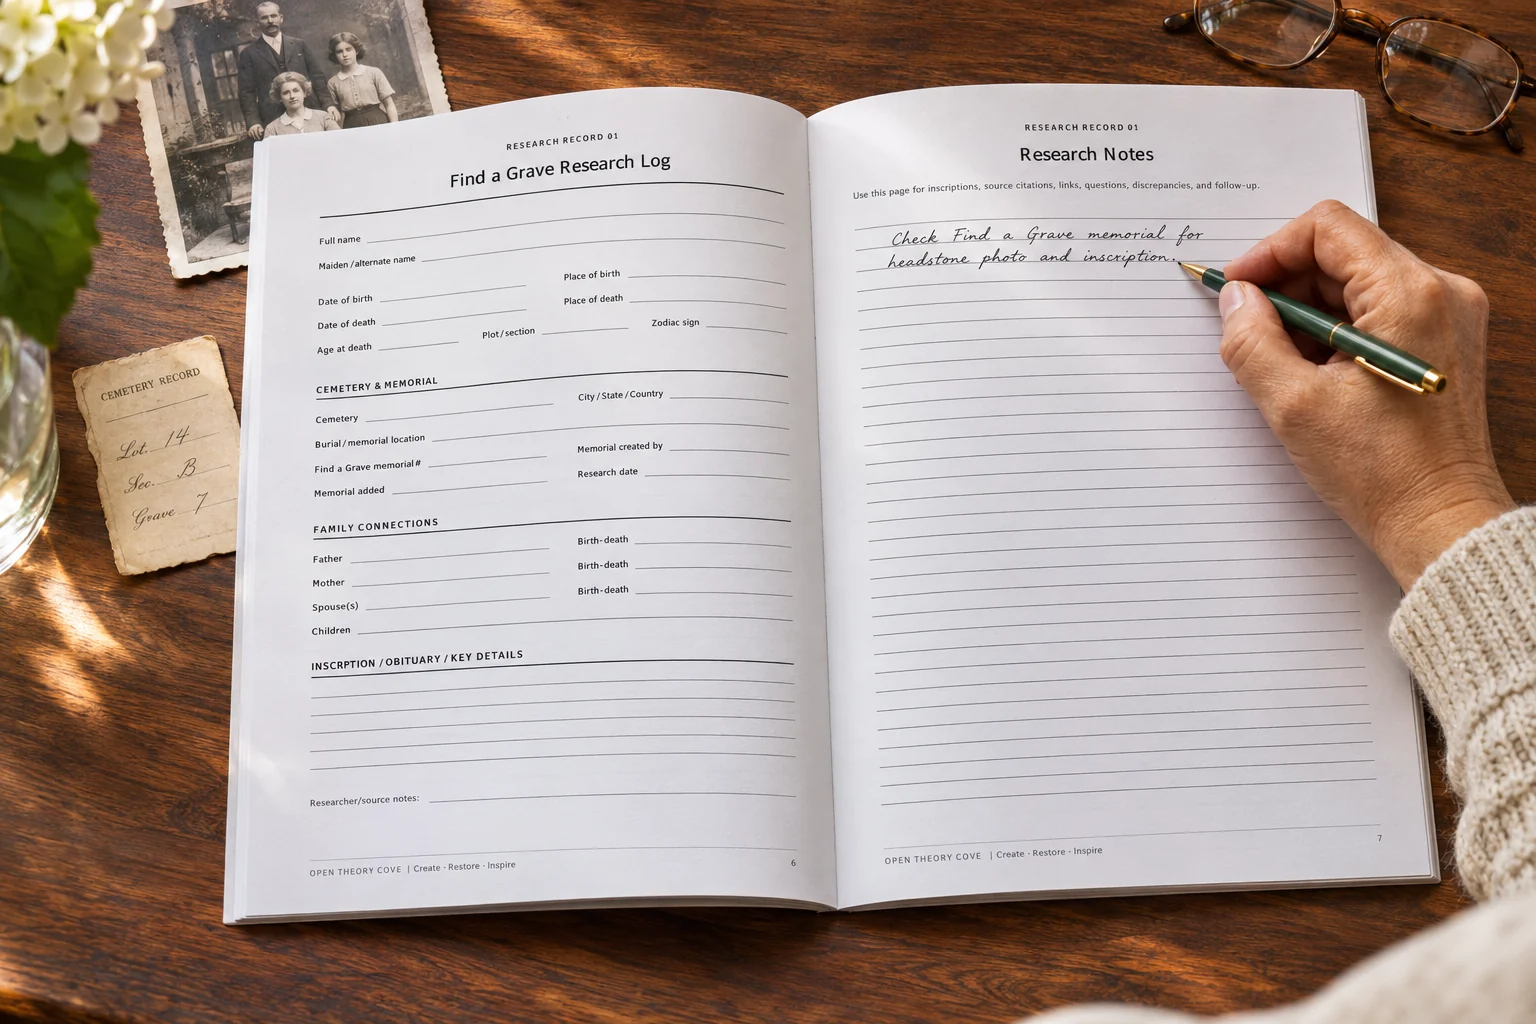 RESEARCH RECORD 01
Find a Grave Research Log
Full name
Maiden/alternate name
Date of birth
Place of birth
Date of death
Place of death
Age at death
Plot/section
Zodiac sign
CEMETERY & MEMORIAL
Cemetery
City/State/Country
Burial/memorial location
Find a Grave memorial#
Memorial created by
Memorial added
Research date
FAMILY CONNECTIONS
Father
Birth-death
Mother
Birth-death
Spouse(s)
Birth-death
Children
INSCRPTION / OBITUARY / KEY DETAILS
Researcher/source notes:
OPEN THEORY COVE | Create · Restore · Inspire
6
RESEARCH RECORD 01
Research Notes
Use this page for inscriptions, source citations, links, questions, discrepancies, and follow-up.
Check Find a Grave memorial for
headstone photo and inscription.
OPEN THEORY COVE | Create · Restore · Inspire
7
CEMETERY RECORD
Lot. 14
Sec. B
Grave 7